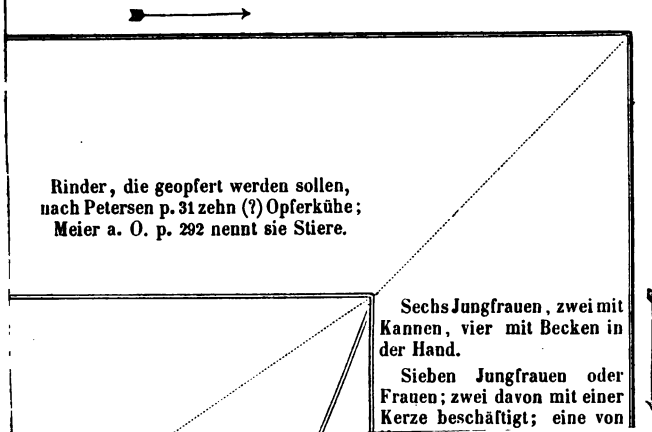 Rinder, die geopfert werden sollen,
nach Petersen p. 31 zehn (?) Opferkühe;
Meier a. O. p. 292 nennt sie Stiere.
Sechs Jungfrauen, zwei mit
Kannen, vier mit Becken in
der Hand.
Sieben Jungfrauen oder
Frauen; zwei davon mit einer
Kerze beschäftigt; eine von